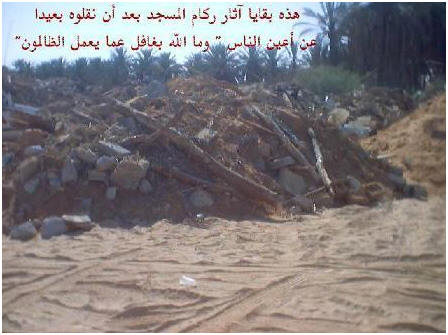 هذه بقايا آثار ركام المسجد بعد أن نقلوه بعيدا
عن أعين الناس " وما الله بغافل عما يعمل الظالمون"